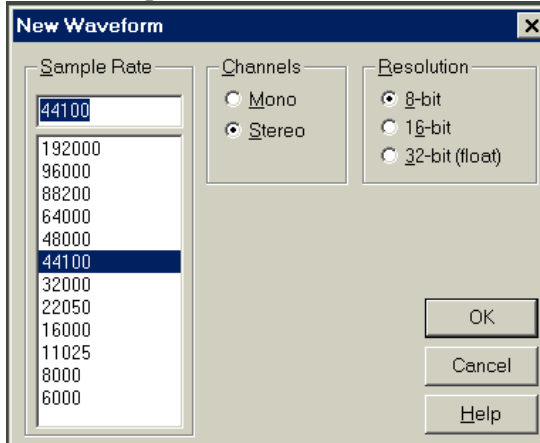 New Waveform
Sample Rate
44100
192000
96000
88200
64000
48000
44100
32000
22050
16000
11025
8000
6000
Channels
Mono
Stereo
Resolution
8-bit
16-bit
32-bit (float)
OK
Cancel
Help